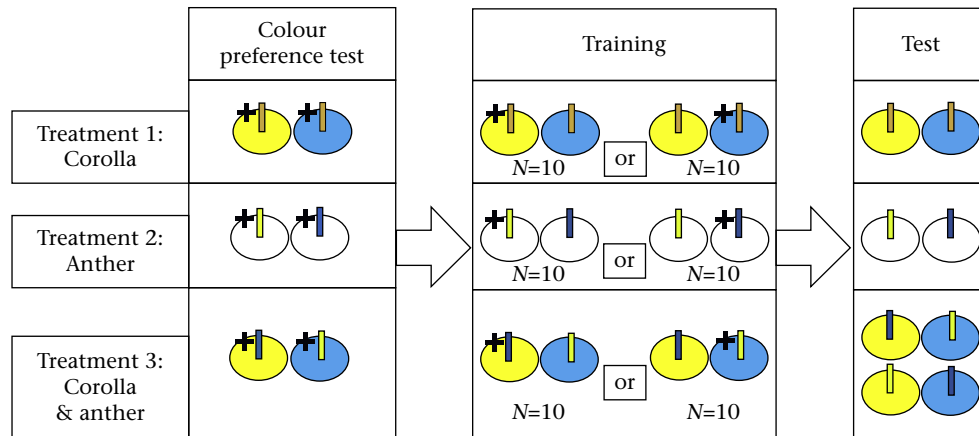 Colour
preference test
Training
Test
Treatment 1:
Corolla
or
N=10
N=10
Treatment 2:
Anther
or
N=10
N=10
Treatment 3:
Corolla
& anther
or
N=10
N=10